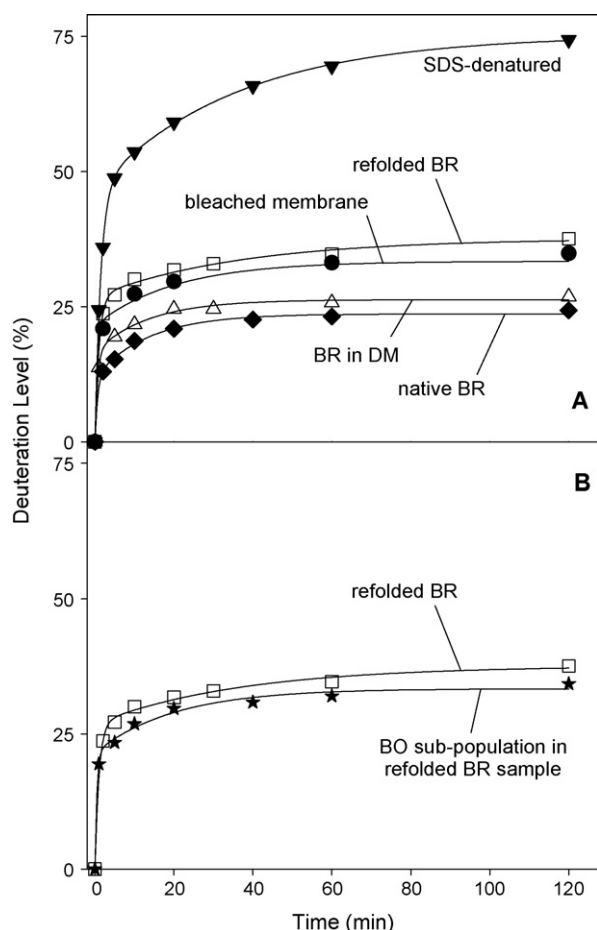 75
SDS-denatured
50
refolded BR
bleached membrane
25
BR in DM
native BR
A
0
Deuteration Level (%)
75
B
50
refolded BR
25
BO sub-population in
refolded BR sample
0
0 20 40 60 80 100 120
Time (min)